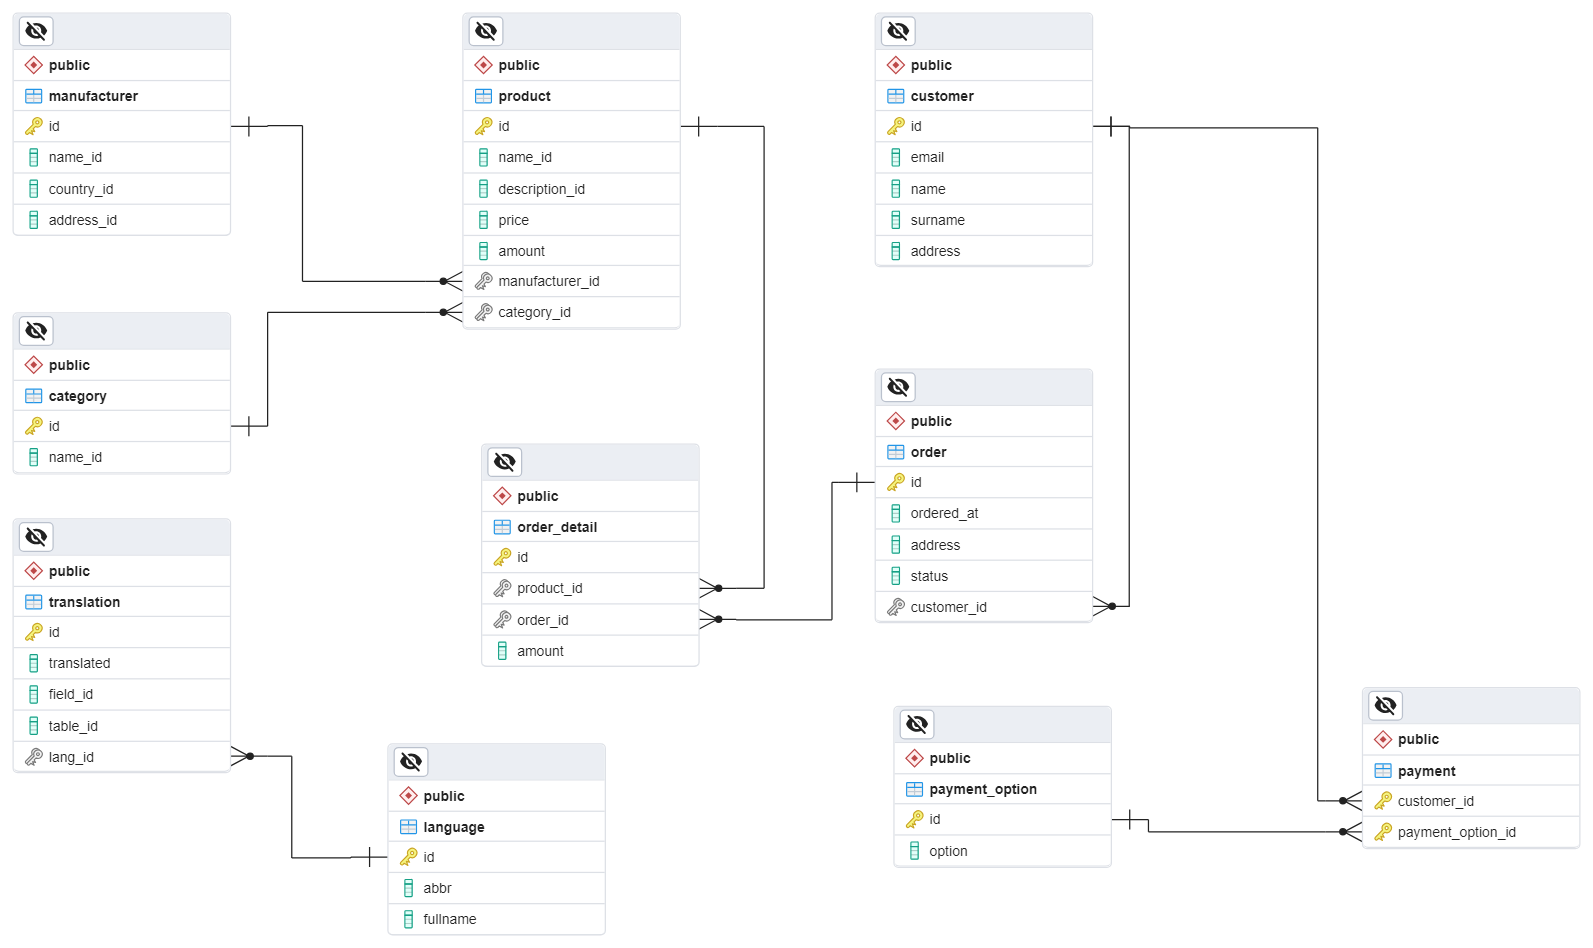 public
manufacturer
id
name_id
country_id
address_id
public
product
id
name_id
description_id
price
amount
manufacturer_id
category_id
public
customer
id
email
name
surname
address
public
category
id
name_id
public
order
id
ordered_at
address
status
customer_id
public
order_detail
id
product_id
order_id
amount
public
translation
id
translated
field_id
table_id
lang_id
public
language
id
abbr
fullname
public
payment_option
id
option
public
payment
customer_id
payment_option_id